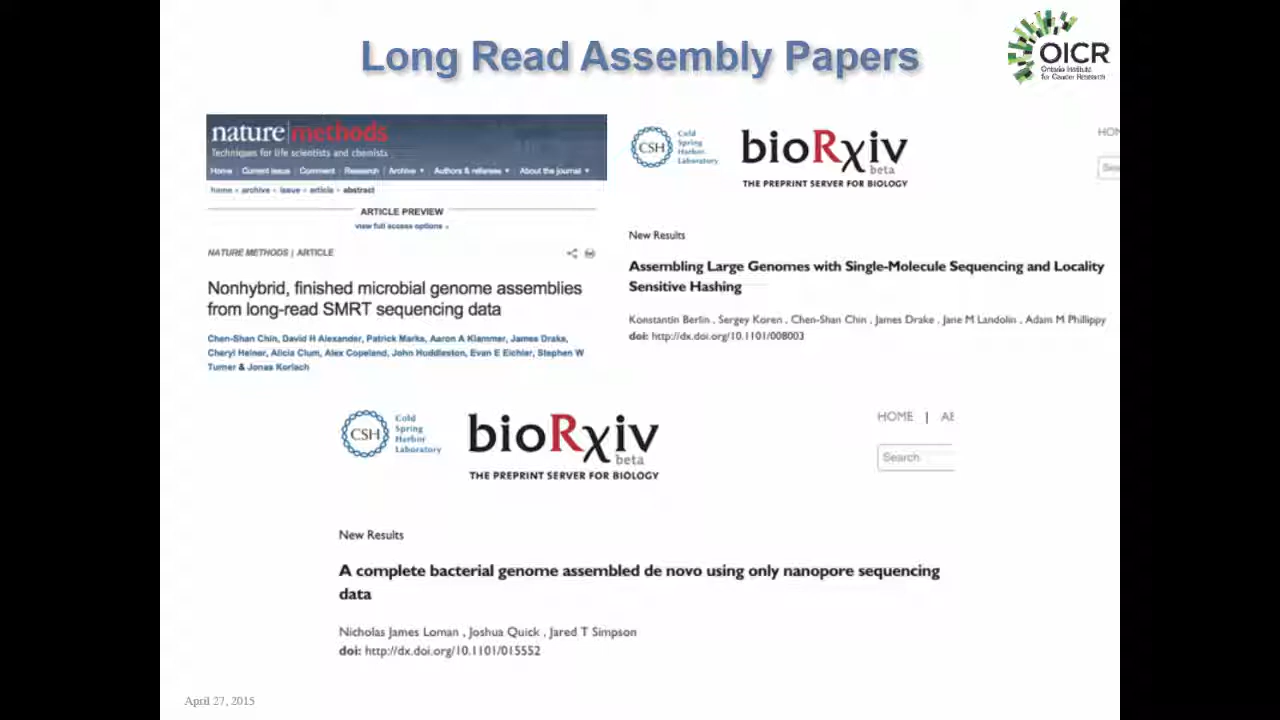 Long Read Assembly Papers
OICR
Ontario Institute
for Cancer Research
nature methods
Techniques for life scientists and chemists
Home Current issue Comment Research Archive Authors & referees About the journal
home archive issue article abstract
ARTICLE PREVIEW
view full access options
NATURE METHODS | ARTICLE
Nonhybrid, finished microbial genome assemblies
from long-read SMRT sequencing data
Chen-Shan Chin, David H Alexander, Patrick Marks, Aaron A Klammer, James Drake,
Cheryl Heiner, Alicia Clum, Alex Copeland, John Huddleston, Evan E Eichler, Stephen W
Turner & Jonas Korlach
CSH
Cold
Spring
Harbor
Laboratory
bioRχiv
beta
THE PREPRINT SERVER FOR BIOLOGY
HOM
Sea
New Results
Assembling Large Genomes with Single-Molecule Sequencing and Locality
Sensitive Hashing
Konstantin Berlin , Sergey Koren , Chen-Shan Chin , James Drake , Jane M Landolin , Adam M Phillippy
doi: http://dx.doi.org/10.1101/008003
CSH
Cold
Spring
Harbor
Laboratory
bioRχiv
beta
THE PREPRINT SERVER FOR BIOLOGY
HOME | AB
Search
New Results
A complete bacterial genome assembled de novo using only nanopore sequencing
data
Nicholas James Loman , Joshua Quick , Jared T Simpson
doi: http://dx.doi.org/10.1101/015552
April 27, 2015